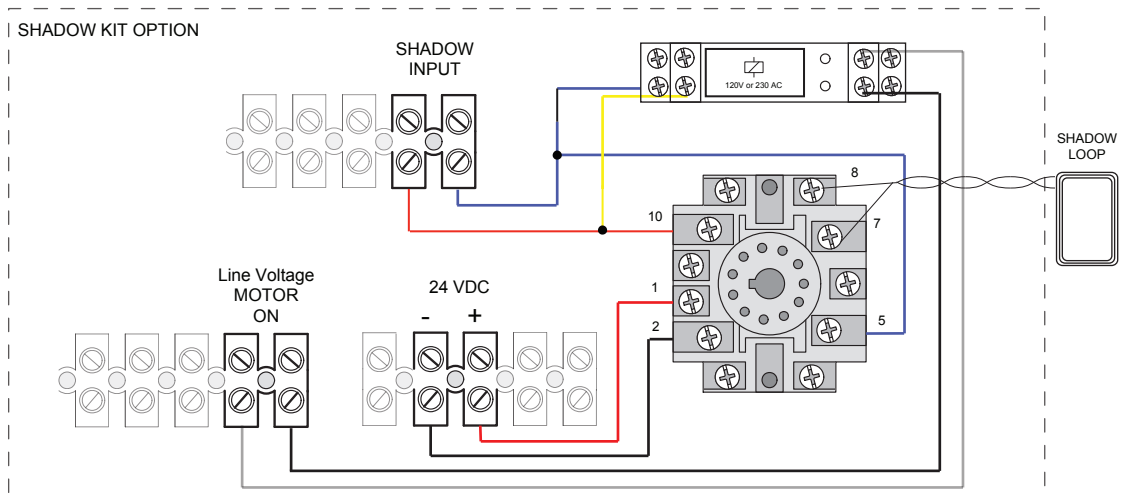 SHADOW KIT OPTION
SHADOW
INPUT
120V or 230 AC
SHADOW
LOOP
8
10
7
Line Voltage
MOTOR
ON
24 VDC
- +
1
2
5